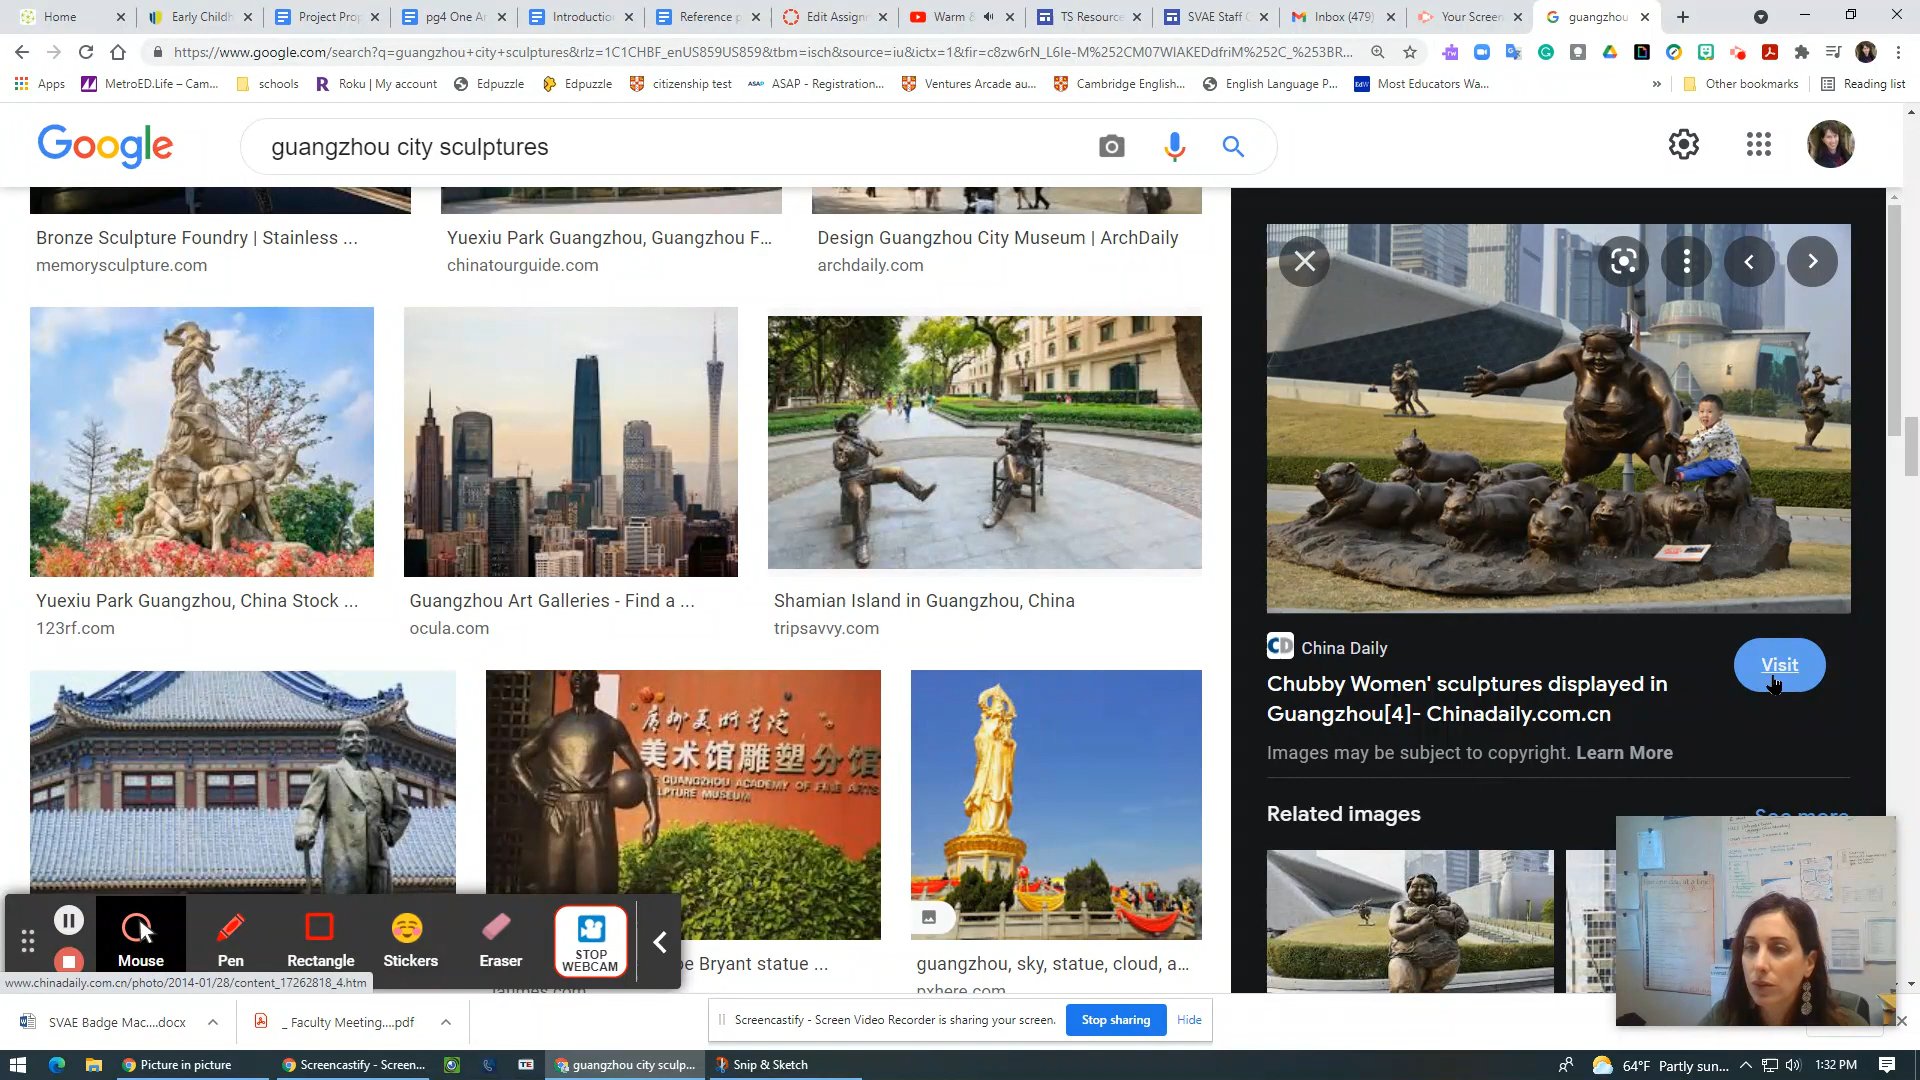 Home
Early Childh
Project Prop
pg4 One Ar
Introductio
Reference p
Edit Assignm
Warm &
TS Resource
SVAE Staff C
Inbox (479)
Your Screen
guangzhou
https://www.google.com/search?q=guangzhou+city+sculptures&rlz=1C1CHBF_enUS859US859&tbm=isch&source=iu&ictx=1&fir=c8zw6rN_L6Ie-M%252CM07WIAKEDdfriM%252C_%253BR...
Apps
MetroED.Life – Cam...
schools
Roku | My account
Edpuzzle
Edpuzzle
citizenship test
ASAP - Registration...
Ventures Arcade au...
Cambridge English...
English Language P...
Most Educators Wa...
»
Other bookmarks
Reading list
Google
guangzhou city sculptures
Bronze Sculpture Foundry | Stainless ...
memorysculpture.com
Yuexiu Park Guangzhou, Guangzhou F...
chinatourguide.com
Design Guangzhou City Museum | ArchDaily
archdaily.com
Yuexiu Park Guangzhou, China Stock ...
123rf.com
Guangzhou Art Galleries - Find a ...
ocula.com
Shamian Island in Guangzhou, China
tripsavvy.com
CD China Daily
Visit
Chubby Women' sculptures displayed in
Guangzhou[4]- Chinadaily.com.cn
Images may be subject to copyright. Learn More
Related images
See more
广州美术学院
美术馆雕塑分馆
GUANGZHOU ACADEMY OF FINE ARTS
SCULPTURE MUSEUM
be Bryant statue ...
latimes.com
guangzhou, sky, statue, cloud, a...
pxhere.com
Mouse
Pen
Rectangle
Stickers
Eraser
STOP
WEBCAM
www.chinadaily.com.cn/photo/2014-01/28/content_17262818_4.htm
SVAE Badge Mac....docx
_ Faculty Meeting....pdf
Screencastify - Screen Video Recorder is sharing your screen.
Stop sharing
Hide
Picture in picture
Screencastify - Screen...
TE
guangzhou city sculp...
Snip & Sketch
64°F Partly sun...
1:32 PM